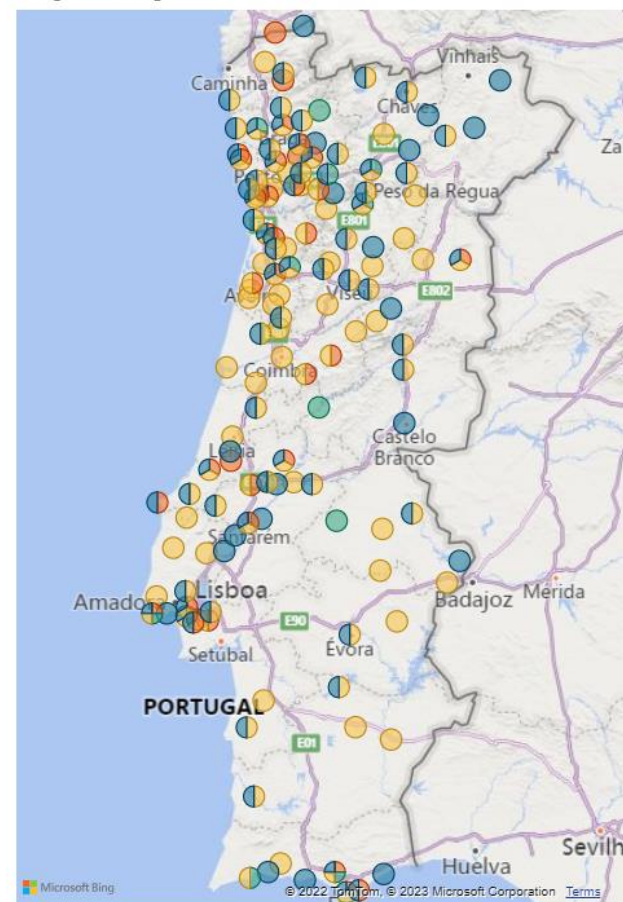 Vinhais
Caminha
Chaves
Za
Peso da Régua
E801
E802
Viseu
Coimbra
Castelo
Branco
Leiria
Santarém
Lisboa
Amadora
Badajoz
Mérida
E90
Setúbal
Évora
PORTUGAL
E01
Sevilh
Huelva
Microsoft Bing
© 2022 TomTom, © 2023 Microsoft Corporation Terms